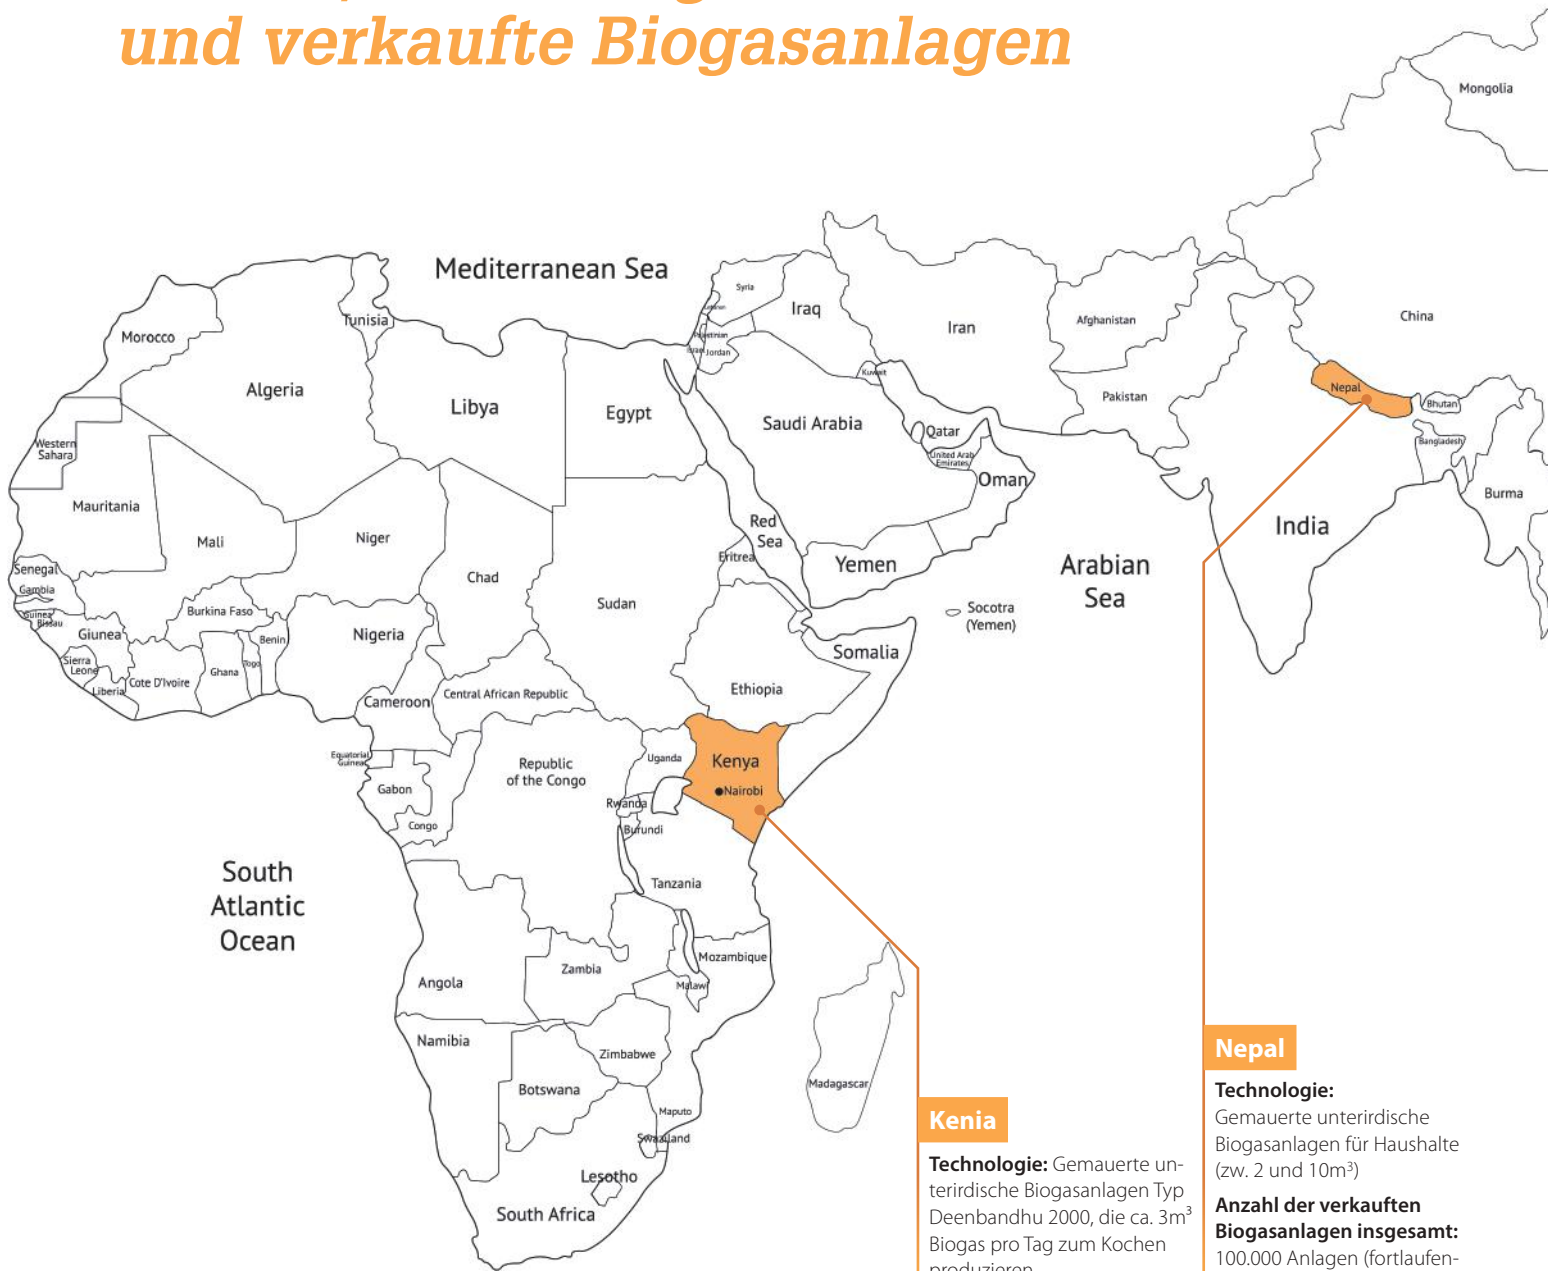 und verkaufte Biogasanlagen
Mongolia
Mediterranean Sea
Syria
Lebanon
Iraq
Iran
Afghanistan
China
Morocco
Tunisia
Palestinian
Israel
Jordan
Kuwait
Algeria
Libya
Egypt
Saudi Arabia
Pakistan
Nepal
Bhutan
Qatar
United Arab
Emirates
Bangladesh
Western
Sahara
Oman
Burma
Mauritania
Mali
Niger
Chad
Red
Sea
India
Eritrea
Yemen
Arabian
Sea
Senegal
Gambia
Guinea
Bissau
Giunea
Burkina Faso
Sudan
Socotra
(Yemen)
Nigeria
Benin
Togo
Ghana
Sierra
Leone
Liberia
Cote D'Ivoire
Somalia
Cameroon
Central African Republic
Ethiopia
Equatorial
Guinea
Gabon
Congo
Republic
of the Congo
Uganda
Kenya
Nairobi
Rwanda
Burundi
Tanzania
South
Atlantic
Ocean
Angola
Zambia
Mozambique
Malawi
Namibia
Zimbabwe
Botswana
Madagascar
Maputo
Swaziland
Lesotho
South Africa
Kenia
Technologie: Gemauerte un-
terirdische Biogasanlagen Typ
Deenbandhu 2000, die ca. 3m³
Biogas pro Tag zum Kochen
produzieren
Nepal
Technologie:
Gemauerte unterirdische
Biogasanlagen für Haushalte
(zw. 2 und 10m³)
Anzahl der verkauften
Biogasanlagen insgesamt:
100.000 Anlagen (fortlaufen-